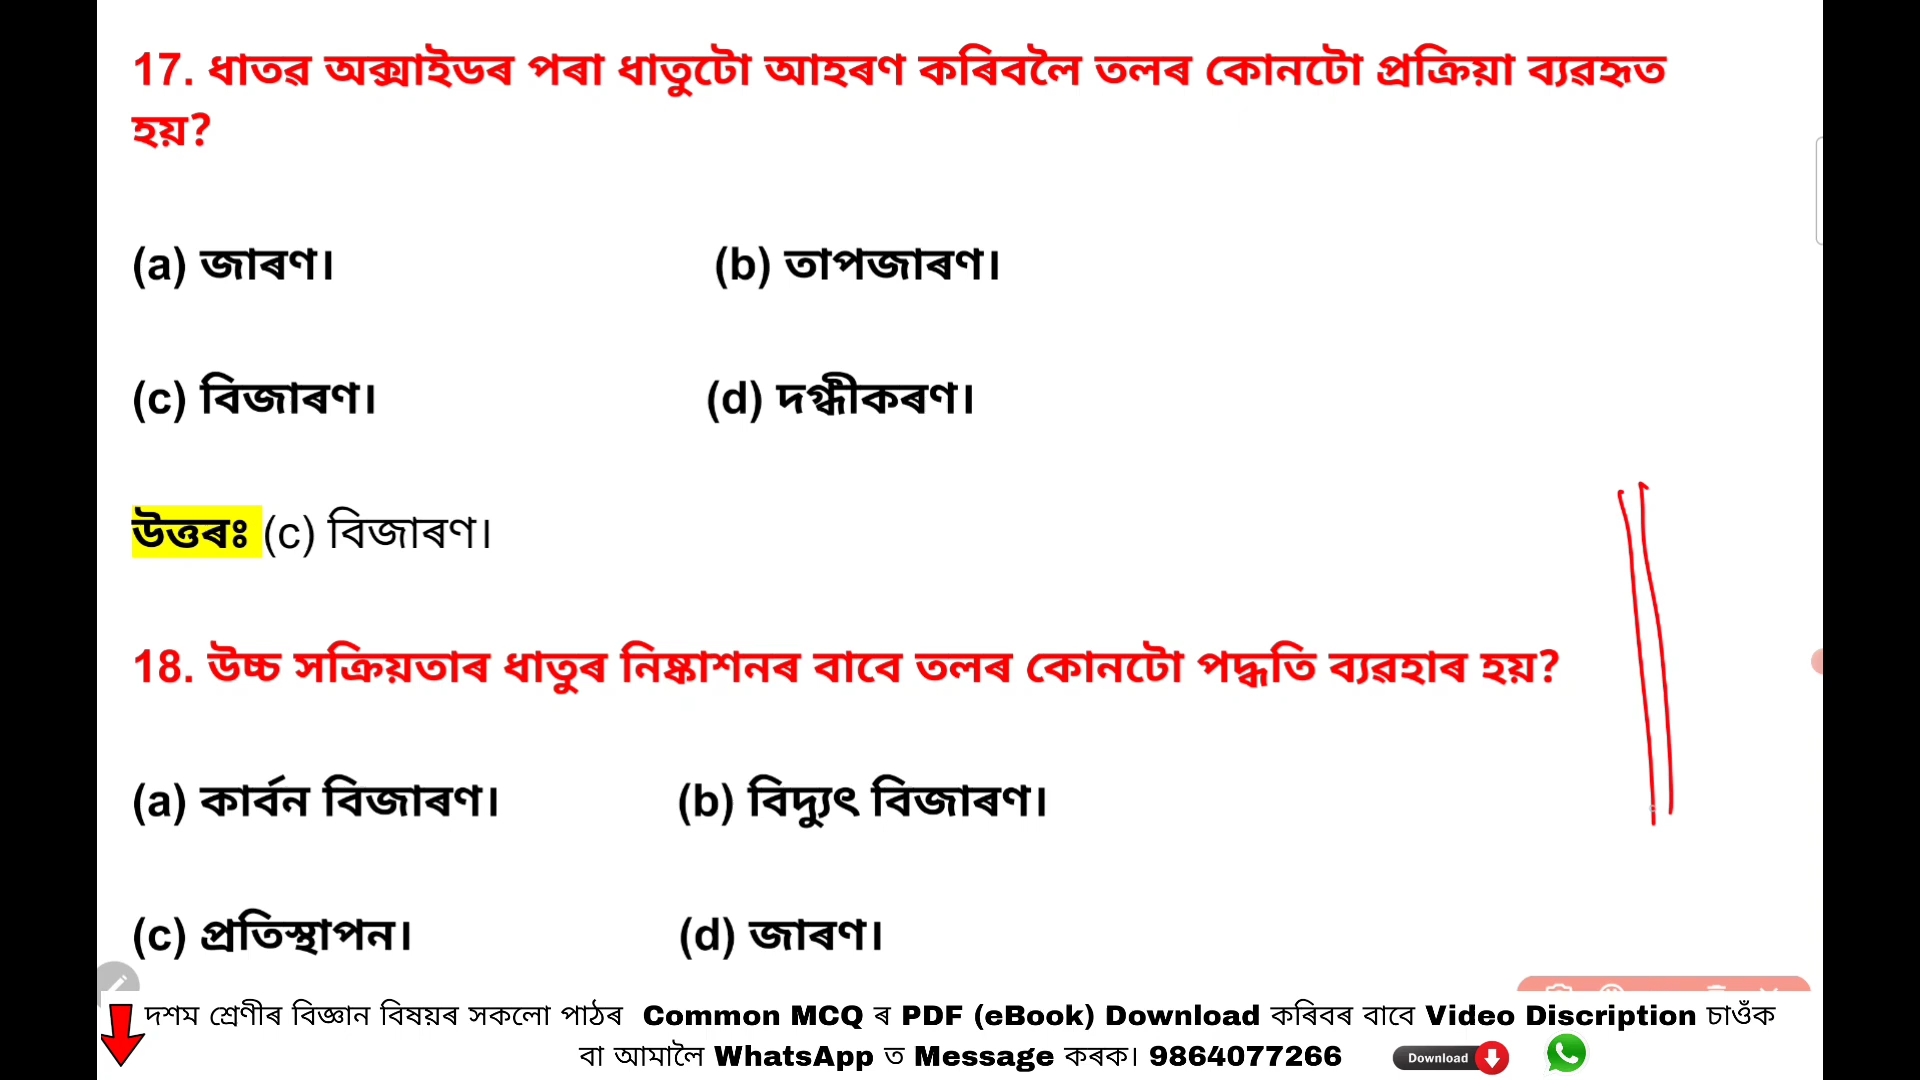 17. ধাতৱ অক্সাইডৰ পৰা ধাতুটো আহৰণ কৰিবলৈ তলৰ কোনটো প্ৰক্ৰিয়া ব্যৱহৃত
হয়?
(a) জাৰণ।
(b) তাপজাৰণ।
(c) বিজাৰণ।
(d) দগ্ধীকৰণ।
উত্তৰঃ (c) বিজাৰণ।
18. উচ্চ সক্ৰিয়তাৰ ধাতুৰ নিষ্কাশনৰ বাবে তলৰ কোনটো পদ্ধতি ব্যৱহাৰ হয়?
(a) কাৰ্বন বিজাৰণ।
(b) বিদ্যুৎ বিজাৰণ।
(c) প্ৰতিস্থাপন।
(d) জাৰণ।
দশম শ্ৰেণীৰ বিজ্ঞান বিষয়ৰ সকলো পাঠৰ Common MCQ ৰ PDF (eBook) Download কৰিবৰ বাবে Video Discription চাওঁক
বা আমালৈ WhatsApp ত Message কৰক। 9864077266 Download